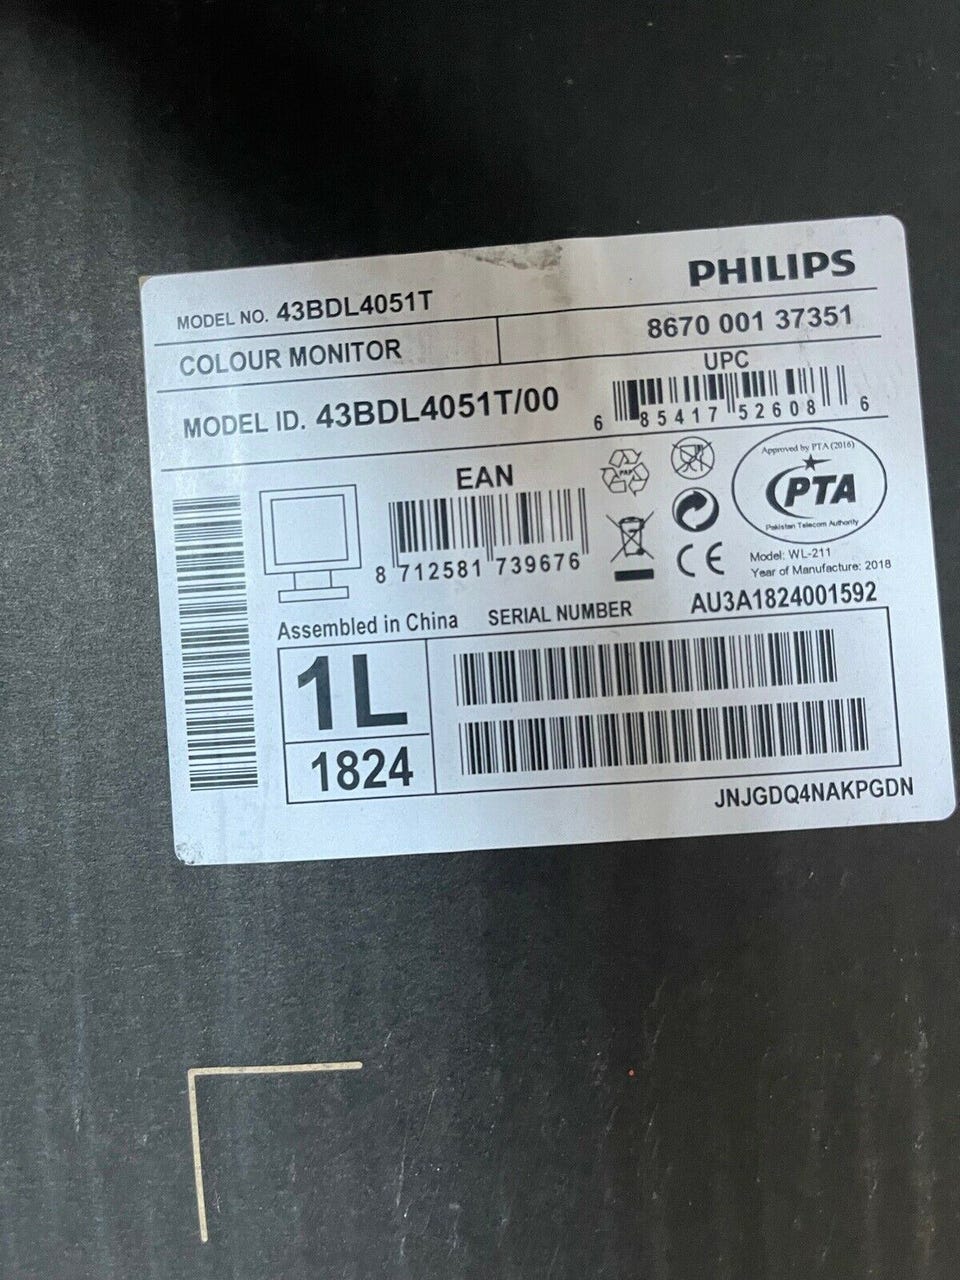 PHILIPS
MODEL NO. 43BDL4051T
COLOUR MONITOR
8670 001 37351
MODEL ID. 43BDL4051T/00
UPC
6 85417 52608 6
EAN
8 712581 739676
PAP
Approved by PTA (2016)
PTA
Pakistan Telecom Authority
CE
Model: WL-211
Year of Manufacture: 2018
Assembled in China
SERIAL NUMBER
AU3A1824001592
1L
1824
JNJGDQ4NAKPGDN